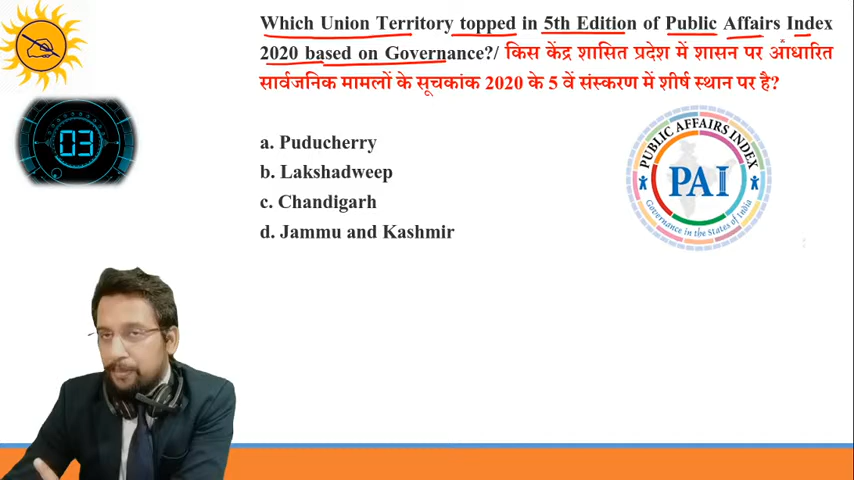 Which Union Territory topped in 5th Edition of Public Affairs Index
2020 based on Governance?/ किस केंद्र शासित प्रदेश में शासन पर आधारित
सार्वजनिक मामलों के सूचकांक 2020 के 5 वें संस्करण में शीर्ष स्थान पर है?
03
a. Puducherry
b. Lakshadweep
c. Chandigarh
d. Jammu and Kashmir
PUBLIC AFFAIRS INDEX
PAI
Governance in the States of India